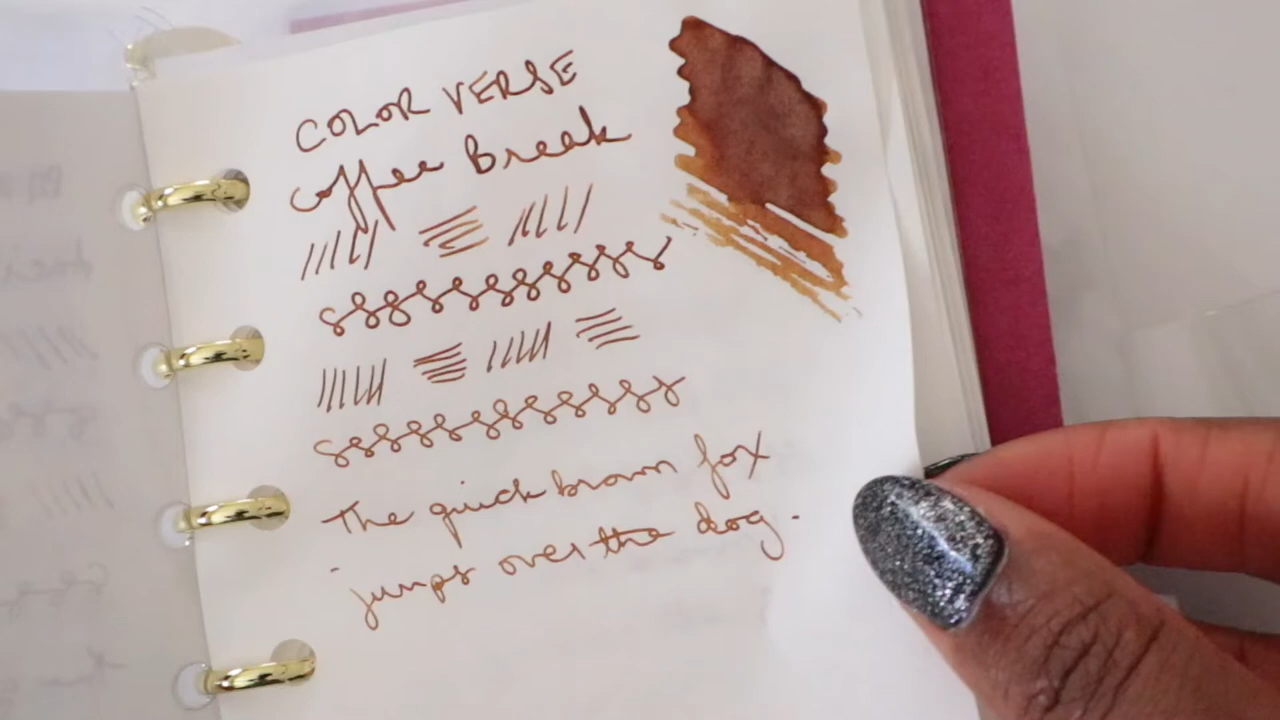 COLOR VERSE
Coffee Break
The quick brown fox
jumps over the dog.